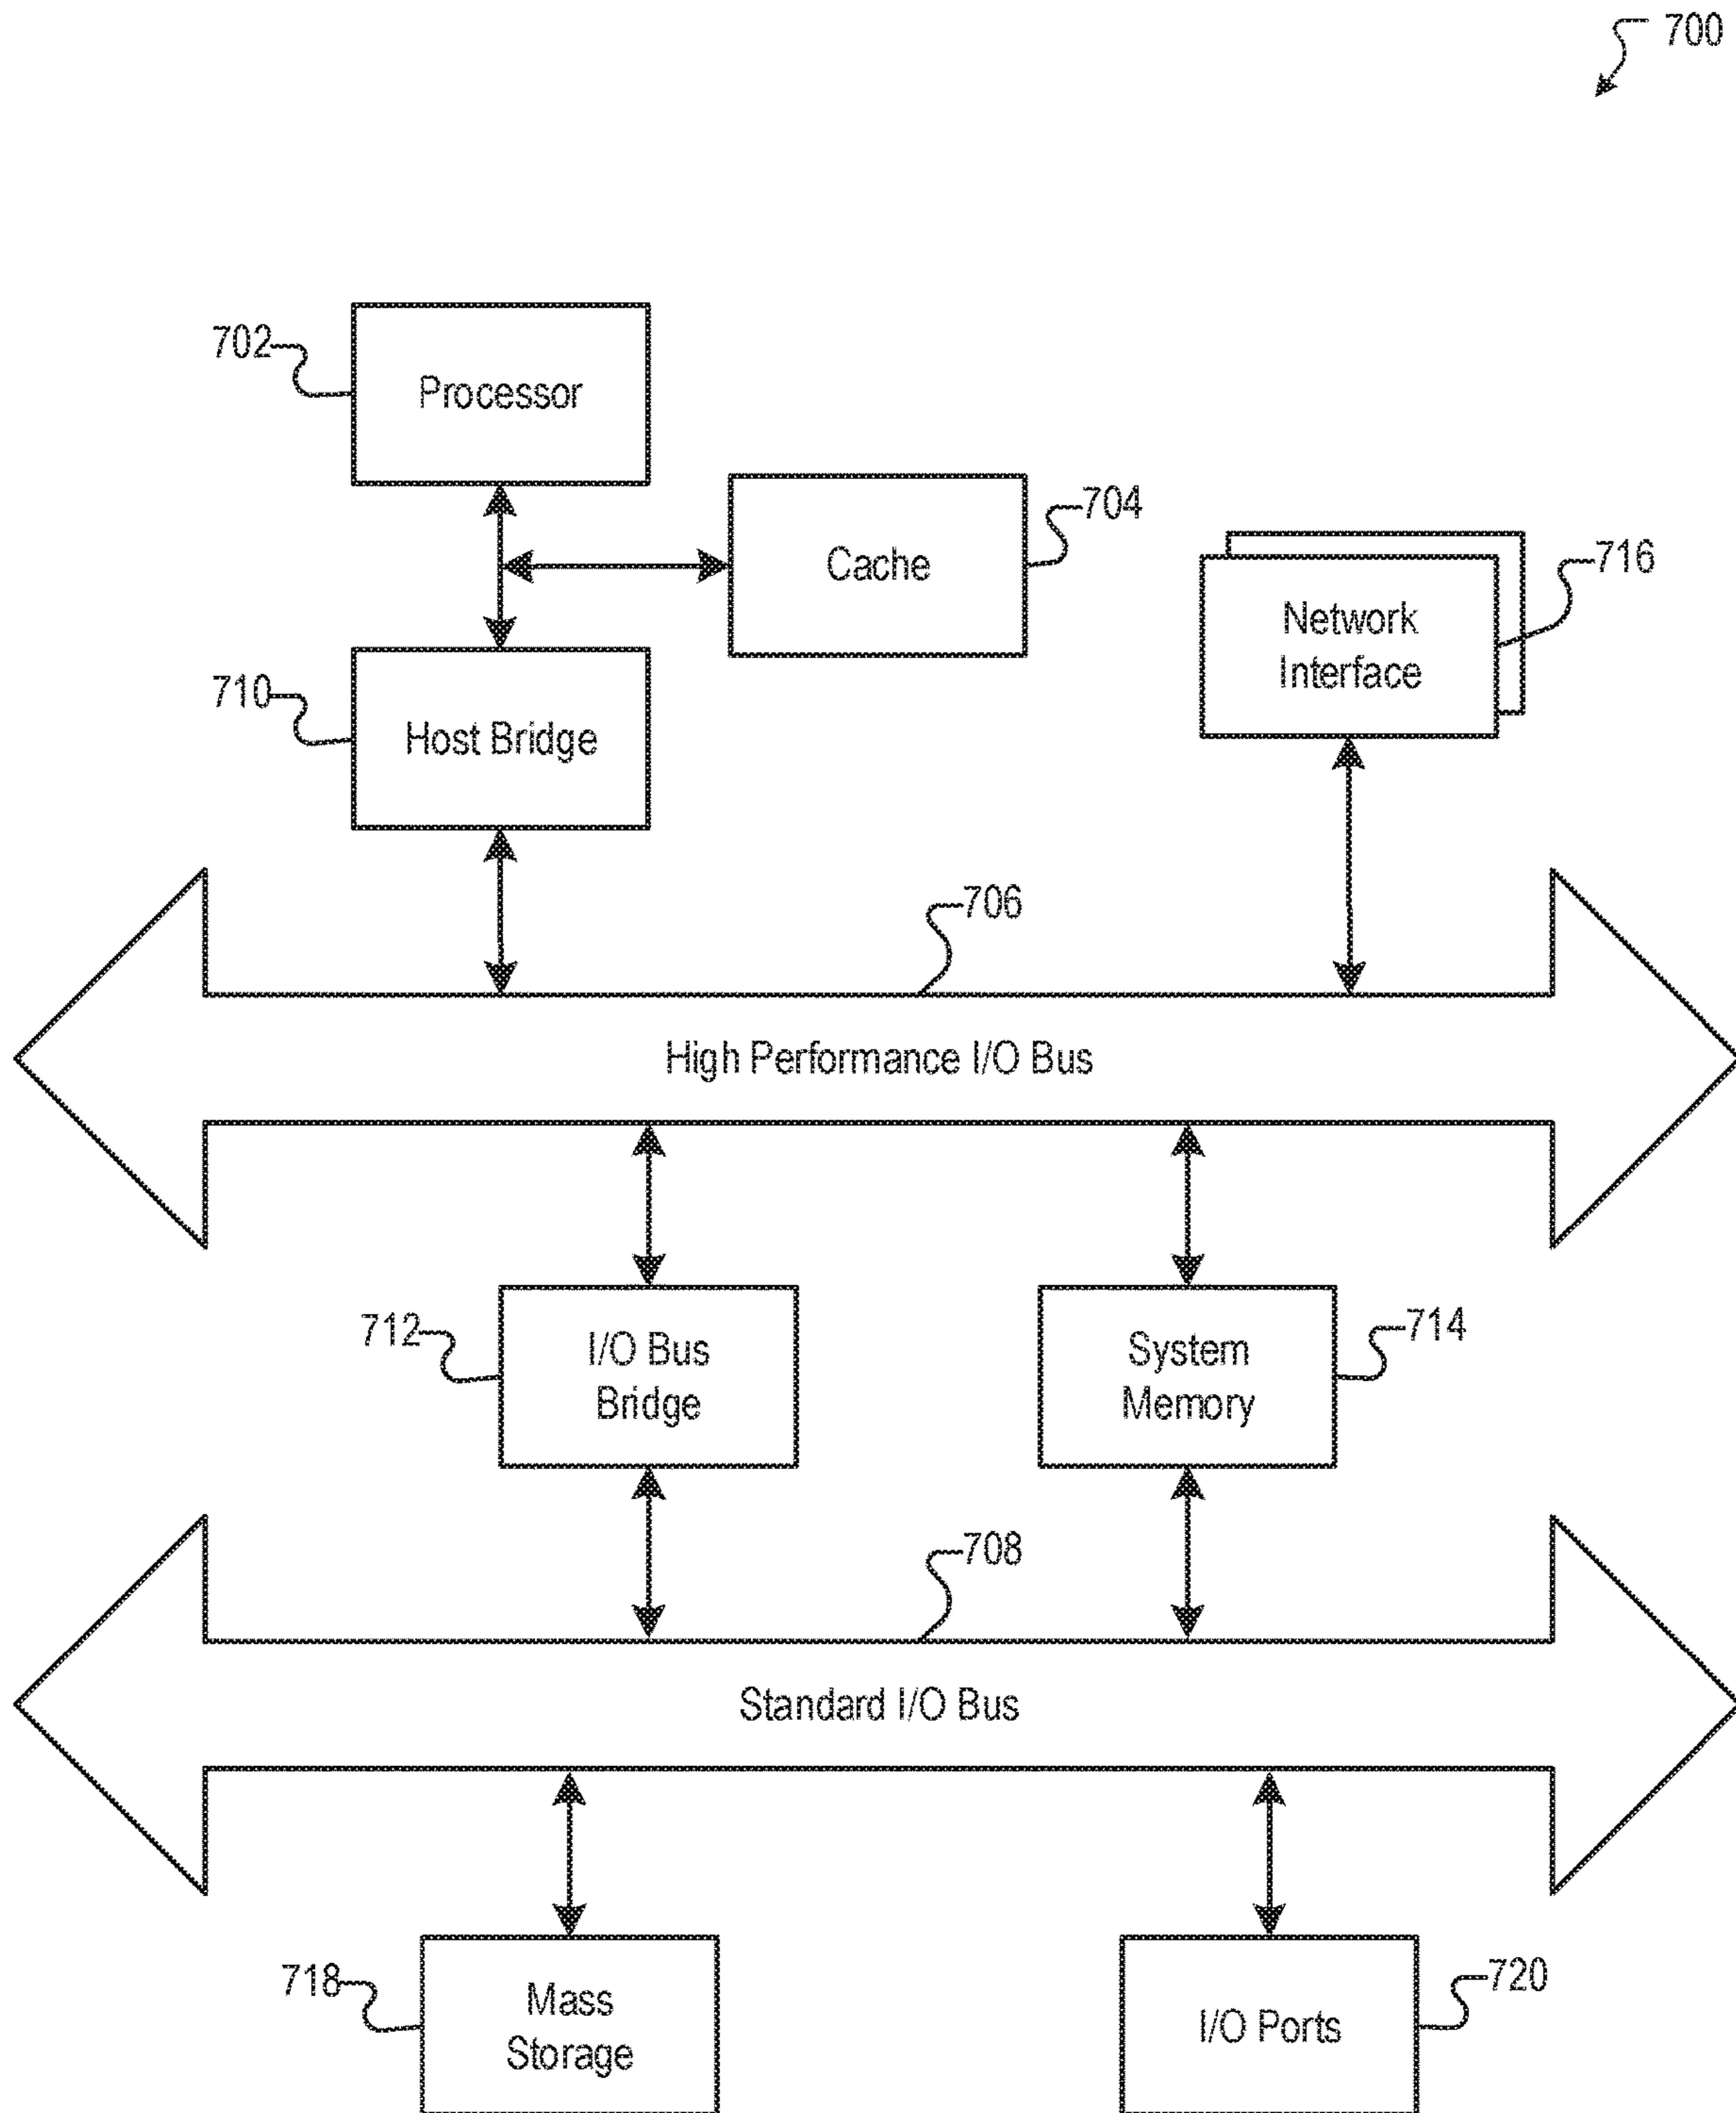 700
702
Processor
704
Cache
716
Network
Interface
710
Host Bridge
706
High Performance I/O Bus
712
I/O Bus
Bridge
714
System
Memory
708
Standard I/O Bus
718
Mass
Storage
720
I/O Ports